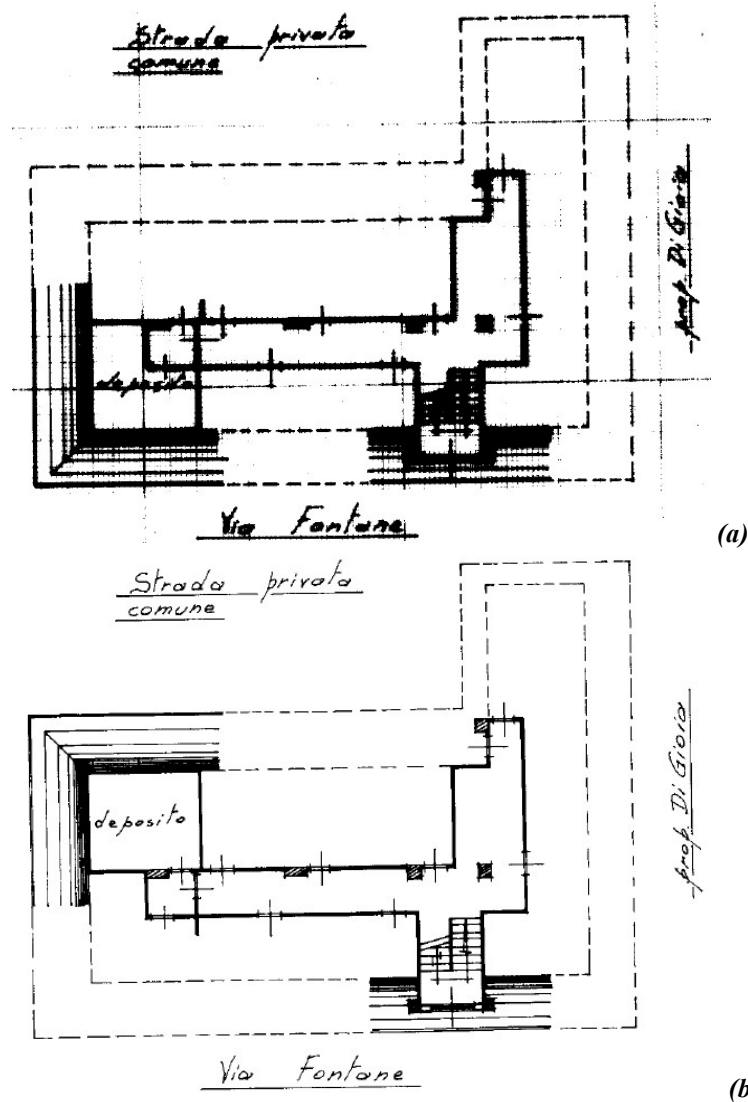 Strada privata
comune
prop. Di Gioia
deposito
Via Fontane
(a)
Strada privata
comune
deposito
prop. Di Gioia
Via Fontane
(b